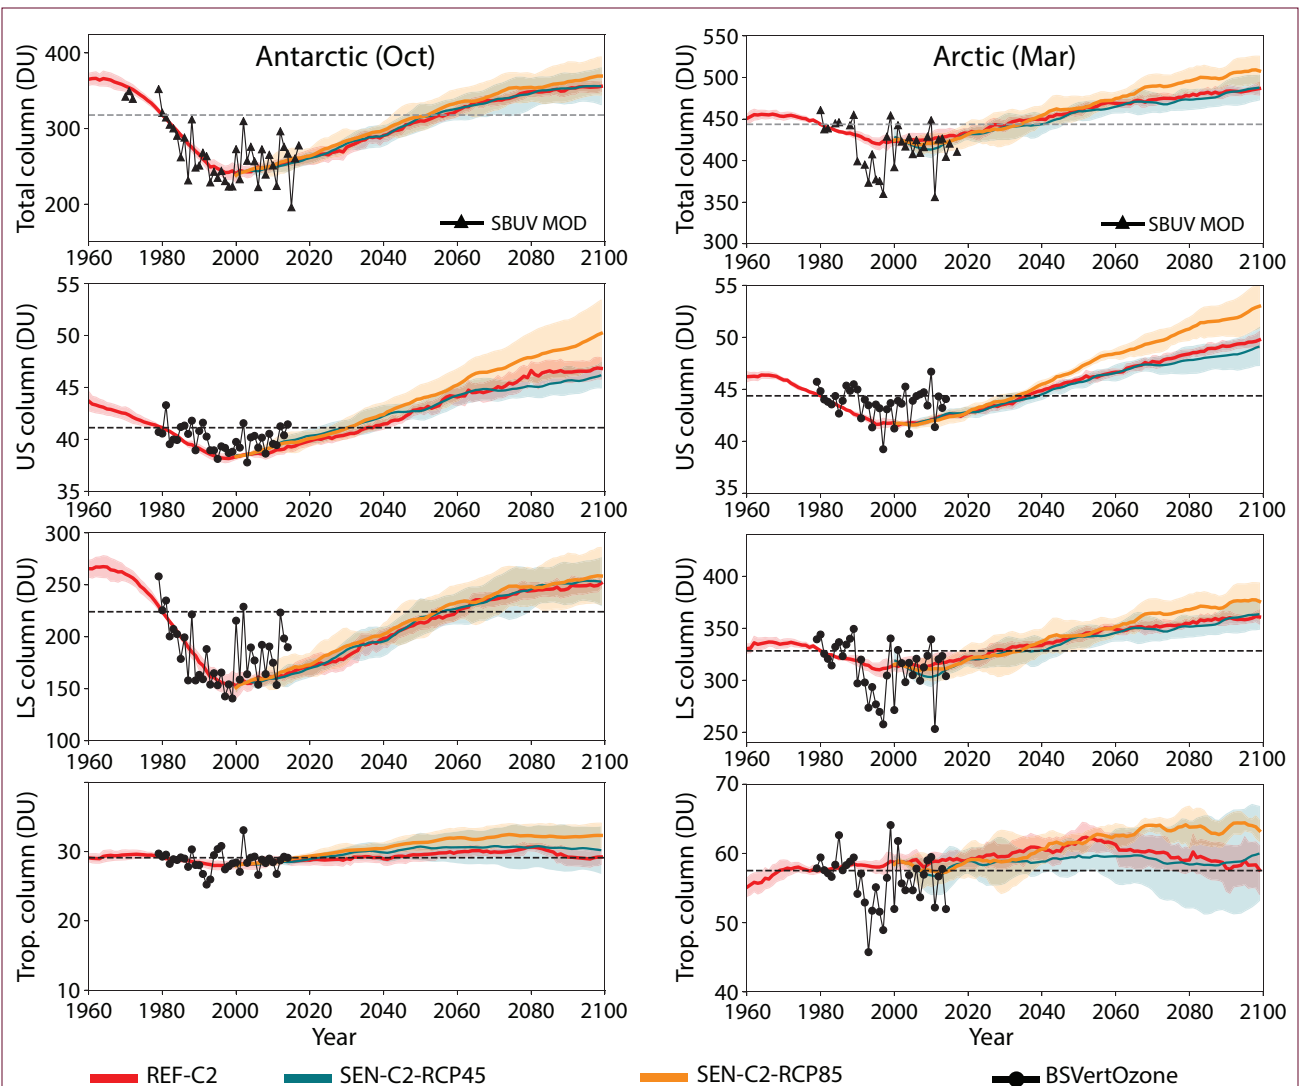 Antarctic (Oct)
Total column (DU)
400
300
200
SBUV MOD
1960 1980 2000 2020 2040 2060 2080 2100
Arctic (Mar)
Total column (DU)
550
500
450
400
350
300
SBUV MOD
1960 1980 2000 2020 2040 2060 2080 2100
US column (DU)
55
50
45
40
35
1960 1980 2000 2020 2040 2060 2080 2100
US column (DU)
55
50
45
40
35
1960 1980 2000 2020 2040 2060 2080 2100
LS column (DU)
300
250
200
150
100
1960 1980 2000 2020 2040 2060 2080 2100
LS column (DU)
400
350
300
250
1960 1980 2000 2020 2040 2060 2080 2100
Trop. column (DU)
30
20
10
1960 1980 2000 2020 2040 2060 2080 2100
Year
Trop. column (DU)
70
60
50
40
1960 1980 2000 2020 2040 2060 2080 2100
Year
REF-C2 SEN-C2-RCP45 SEN-C2-RCP85 BSVertOzone